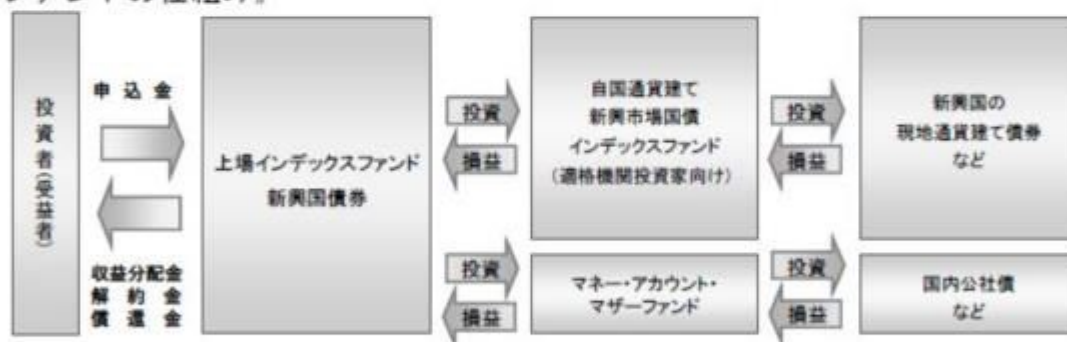 投資者(受益者)
申込金
収益分配金
解約金
償還金
上場インデックスファンド
新興国債券
投資
損益
自国通貨建て
新興市場国債
インデックスファンド
(適格機関投資家向け)
投資
損益
新興国の
現地通貨建て債券
など
投資
損益
マネー・アカウント・
マザーファンド
投資
損益
国内公社債
など